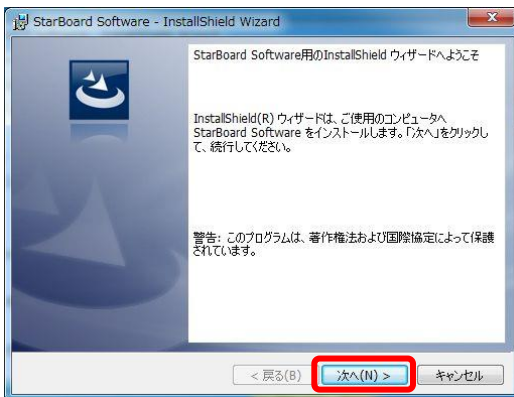 StarBoard Software - InstallShield Wizard
StarBoard Software用のInstallShield ウィザードへようこそ
InstallShield(R) ウィザードは、ご使用のコンピュータへ
StarBoard Software をインストールします。「次へ」をクリックし
て、続行してください。
警告: このプログラムは、著作権法および国際協定によって保護
されています。
< 戻る(B)
次へ(N) >
キャンセル